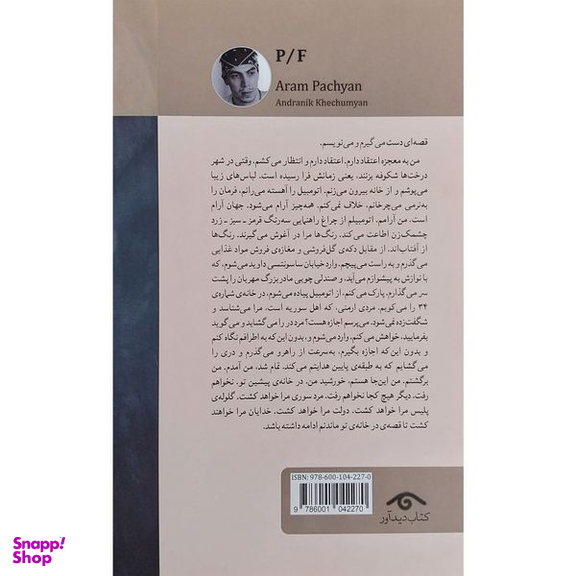 P/F
Aram Pachyan
Andranik Khechumyan
قصه‌ای دست می‌گیرم و می‌نویسم.
من به معجزه اعتقاد دارم. اعتقاد دارم و انتظار می‌کشم. وقتی در شهر
درخت‌ها شکوفه بزنند، یعنی زمانش فرا رسیده است. لباس‌های زیبا
می‌پوشم و از خانه بیرون می‌زنم. اتومبیل را آهسته می‌رانم، فرمان را
به‌نرمی می‌چرخانم، خلاف نمی‌کنم. همه‌چیز آرام می‌شود. جهان آرام
است. من آرامم. اتومبیلم از چراغ راهنمایی سه‌رنگ قرمز ـ سبز ـ زرد
چشمک‌زن اطاعت می‌کند. رنگ‌ها مرا در آغوش می‌گیرند. رنگ‌ها
از آفتاب‌اند. از مقابل دکه‌ی گل‌فروشی و مغازه‌ی فروش مواد غذایی
می‌گذرم و به راست می‌پیچم. وارد خیابان ساسونتسی داوید می‌شوم، که
با نوازش به پیشوازم می‌آید، و صندلی چوبی مادربزرگ مهربان را پشت
سر می‌گذارم. پارک می‌کنم. از اتومبیل پیاده می‌شوم. در خانه‌ی شماره‌ی
۳۴ را می‌کوبم. مردی ارمنی، که اهل سوریه است، مرا می‌شناسد و
شگفت‌زده نمی‌شود. می‌پرسم اجازه هست؟ مرد در را می‌گشاید و می‌گوید
بفرمایید، خواهش می‌کنم. وارد می‌شوم و، بدون این‌که به اطرافم نگاه کنم
و بدون این‌که اجازه بگیرم، به‌سرعت از راهرو می‌گذرم و دری را
می‌گشایم که به طبقه‌ی پایین هدایتم می‌کند. تمام شد، من آمدم. من
برگشتم. من این‌جا هستم، خورشید من، در خانه‌ی پیشین تو. نخواهم
رفت، دیگر هیچ کجا نخواهم رفت. مرد سوری مرا خواهد کشت. گلوله‌ی
پلیس مرا خواهد کشت. دولت مرا خواهد کشت. خدایان مرا خواهند
کشت تا قصه‌ی در خانه‌ی تو ماندنم ادامه داشته باشد.
ISBN: 978-600-104-227-0
9 786001 042270
کتاب دیدآور
Snapp!
Shop